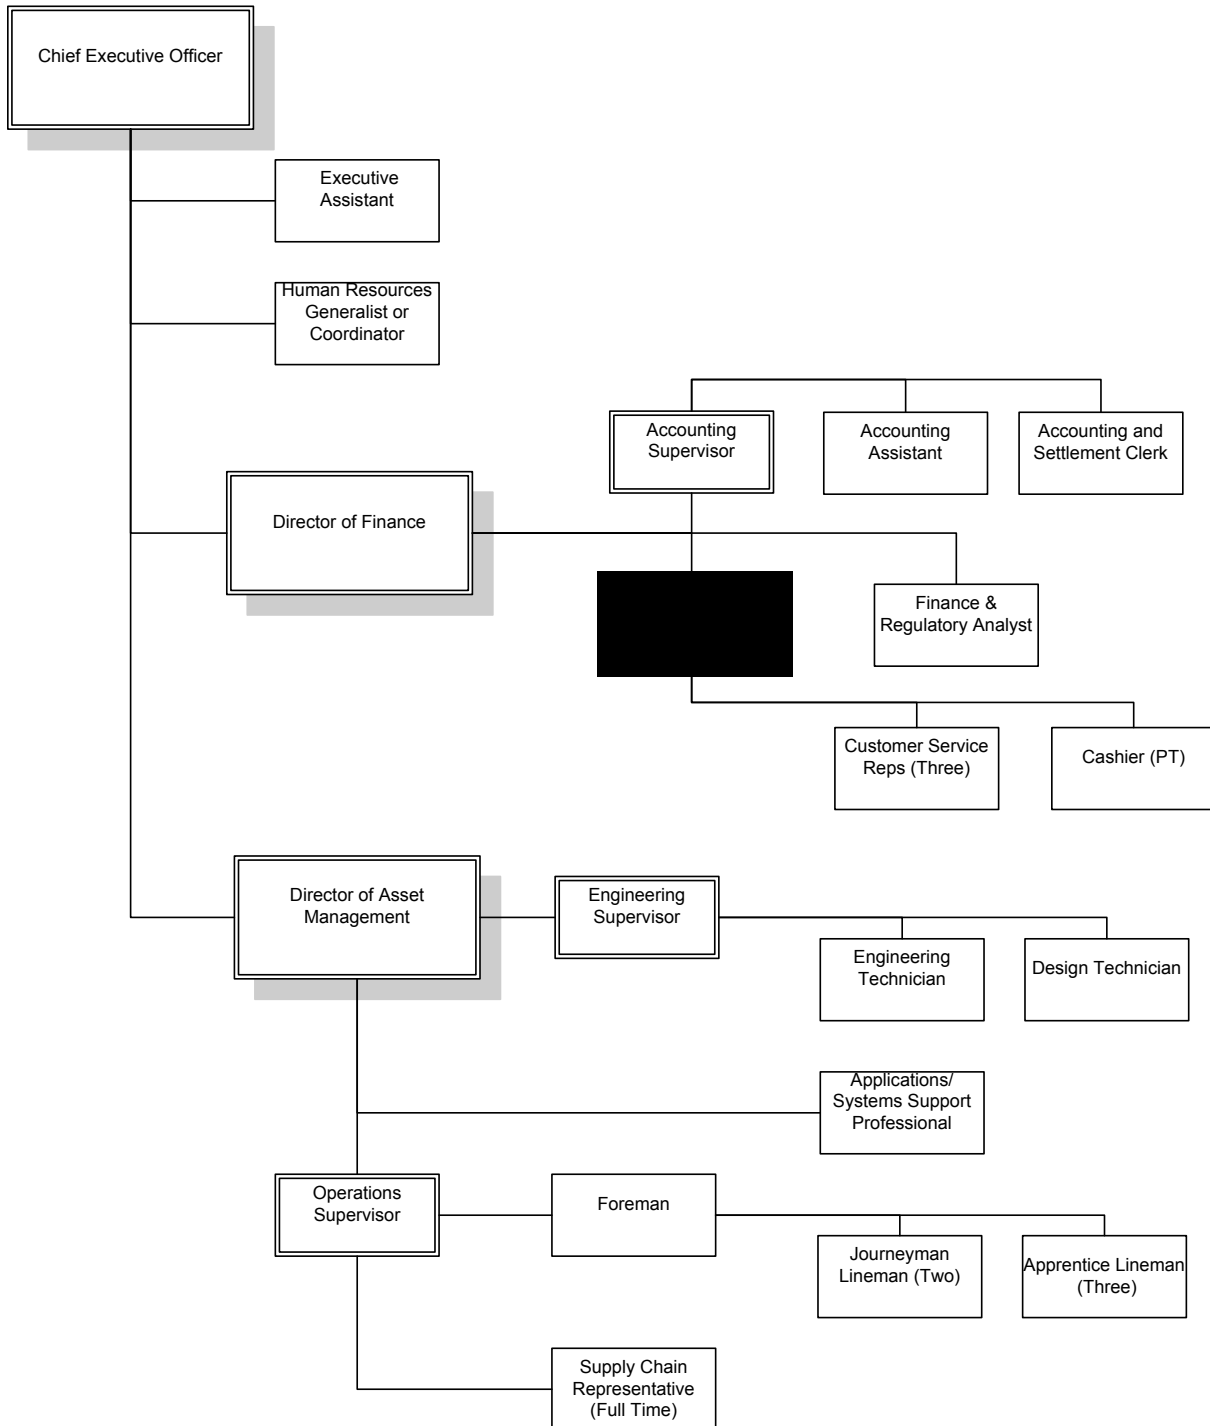 Chief Executive Officer
Executive
Assistant
Human Resources
Generalist or
Coordinator
Accounting
Supervisor
Accounting
Assistant
Accounting and
Settlement Clerk
Director of Finance
Finance &
Regulatory Analyst
Customer Service
Reps (Three)
Cashier (PT)
Director of Asset
Management
Engineering
Supervisor
Engineering
Technician
Design Technician
Applications/
Systems Support
Professional
Operations
Supervisor
Foreman
Journeyman
Lineman (Two)
Apprentice Lineman
(Three)
Supply Chain
Representative
(Full Time)